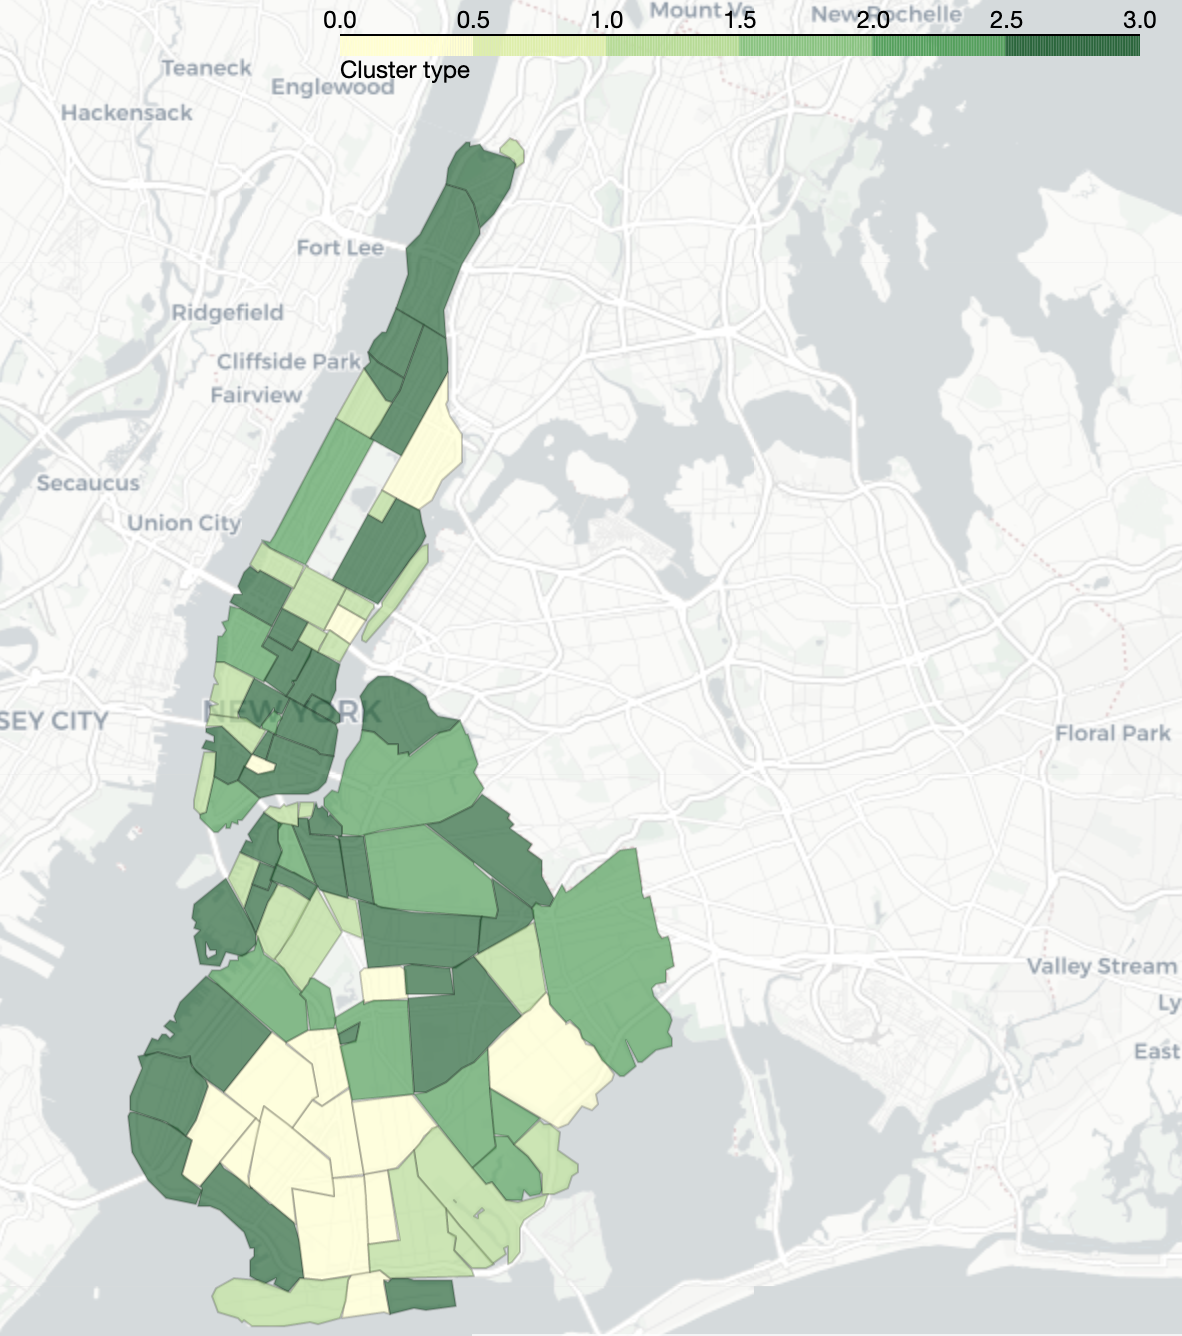 Mount Ve
New Rochelle
0.0 0.5 1.0 1.5 2.0 2.5 3.0
Cluster type
Teaneck
Englewood
Hackensack
Fort Lee
Ridgefield
Cliffside Park
Fairview
Secaucus
Union City
NEW YORK
SEY CITY
Floral Park
Valley Stream
Ly
East